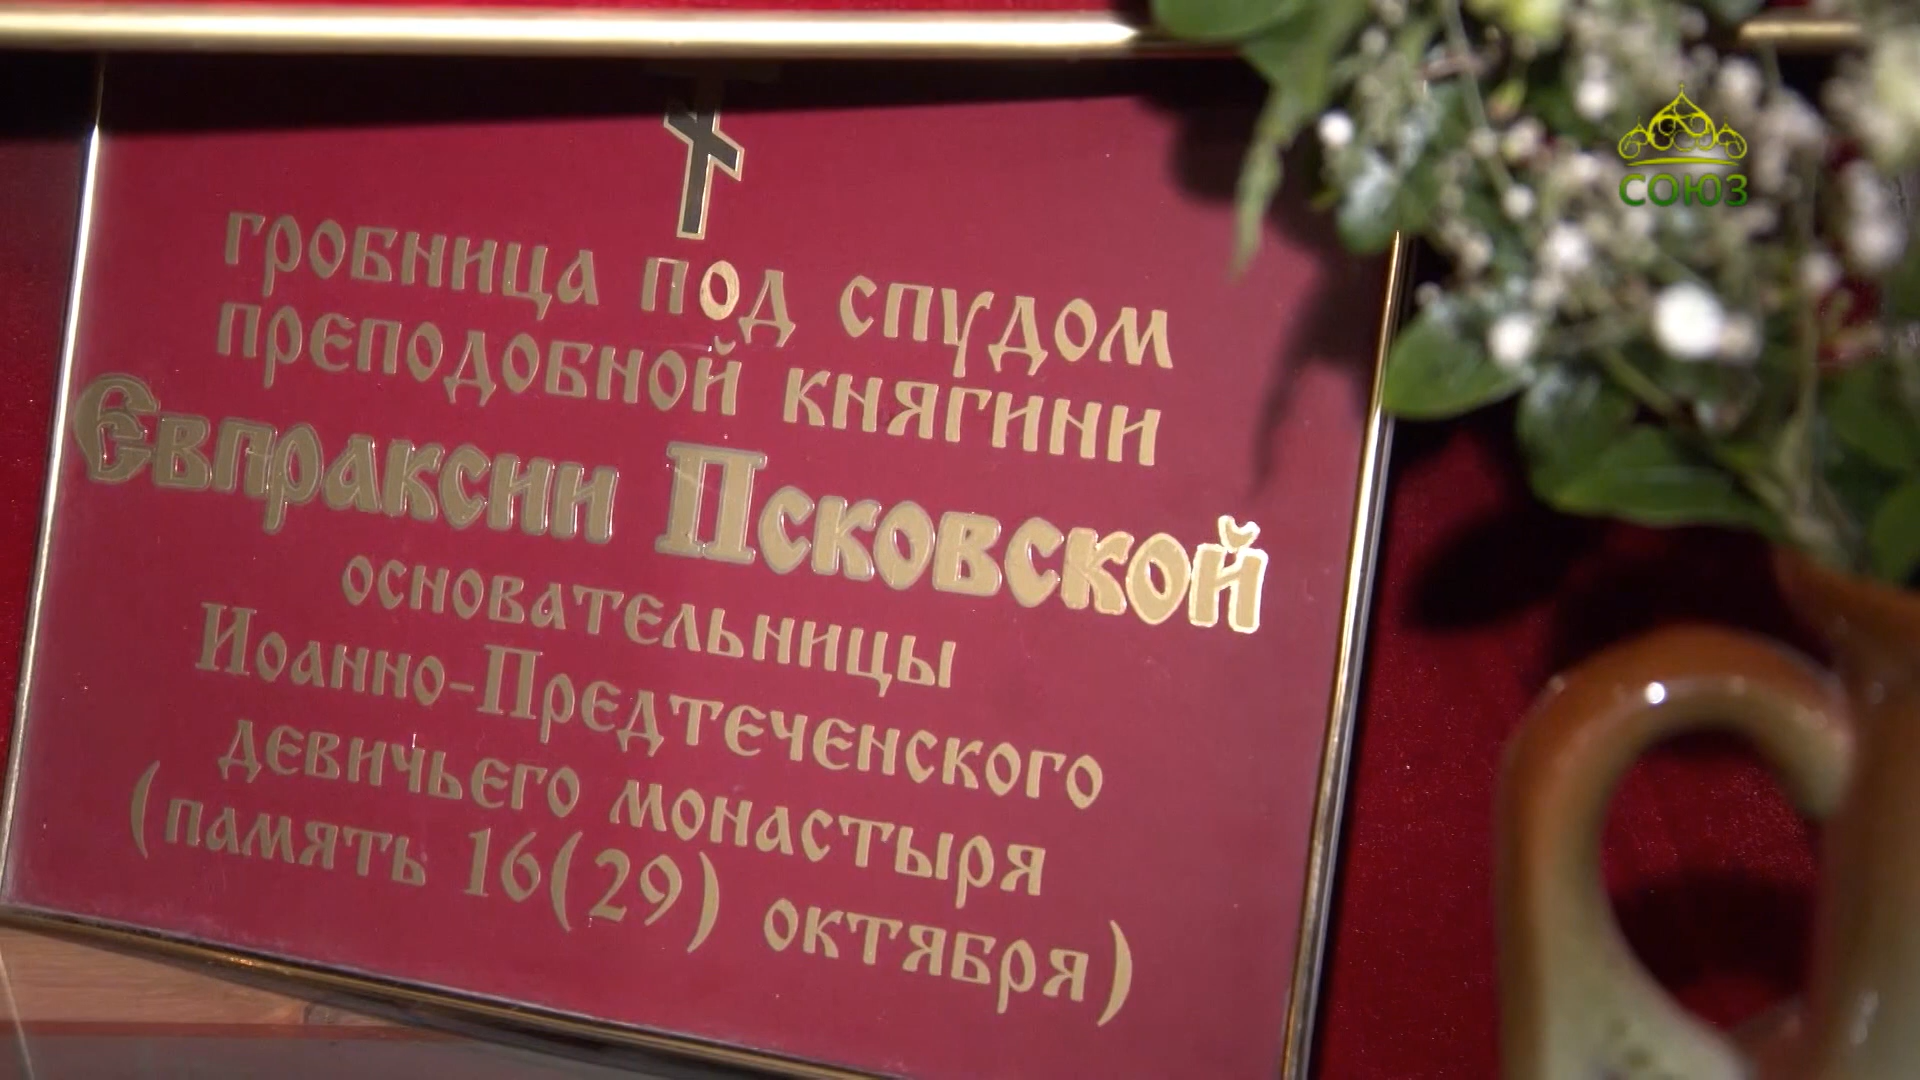 гробница под спудом
преподобной княгини
Евпраксии Псковской
основательницы
Иоанно-Предтеченского
девичьего монастыря
(память 16(29) октября)
СОЮЗ